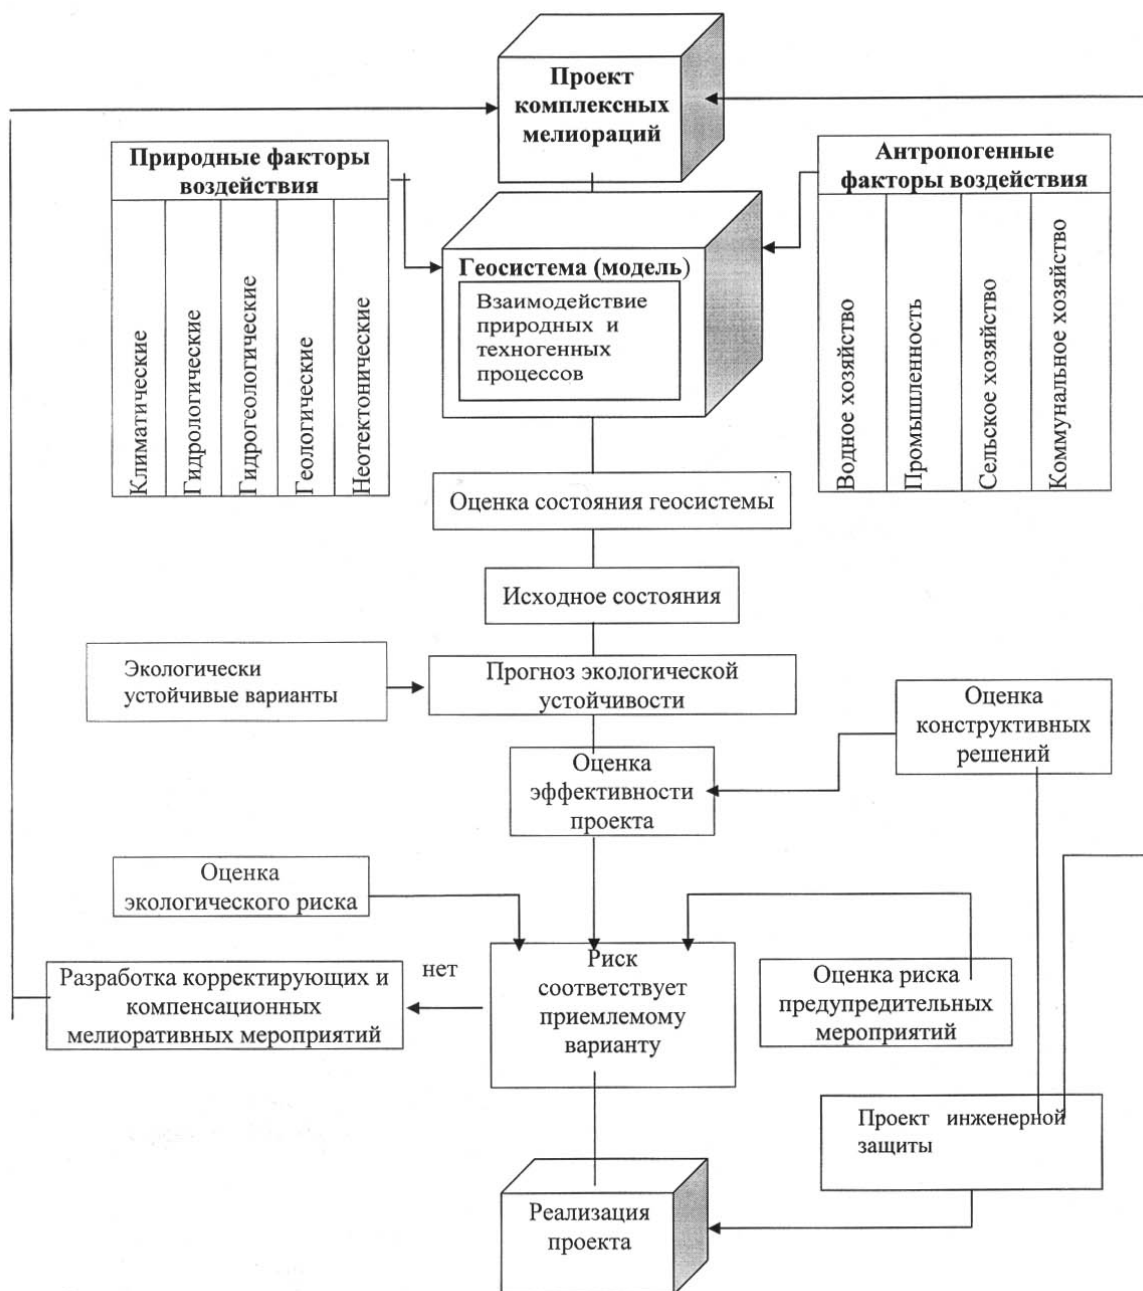 Проект
комплексных
мелиораций
Природные факторы
воздействия
Климатические
Гидрологические
Гидрогеологические
Геологические
Неотектонические
Антропогенные
факторы воздействия
Водное хозяйство
Промышленность
Сельское хозяйство
Коммунальное хозяйство
Геосистема (модель)
Взаимодействие
природных и
техногенных
процессов
Оценка состояния геосистемы
Исходное состояния
Экологически
устойчивые варианты
Прогноз экологической
устойчивости
Оценка
конструктивных
решений
Оценка
эффективности
проекта
Оценка
экологического риска
Разработка корректирующих и
компенсационных
мелиоративных мероприятий
нет
Риск
соответствует
приемлемому
варианту
Оценка риска
предупредительных
мероприятий
Проект инженерной
защиты
Реализация
проекта